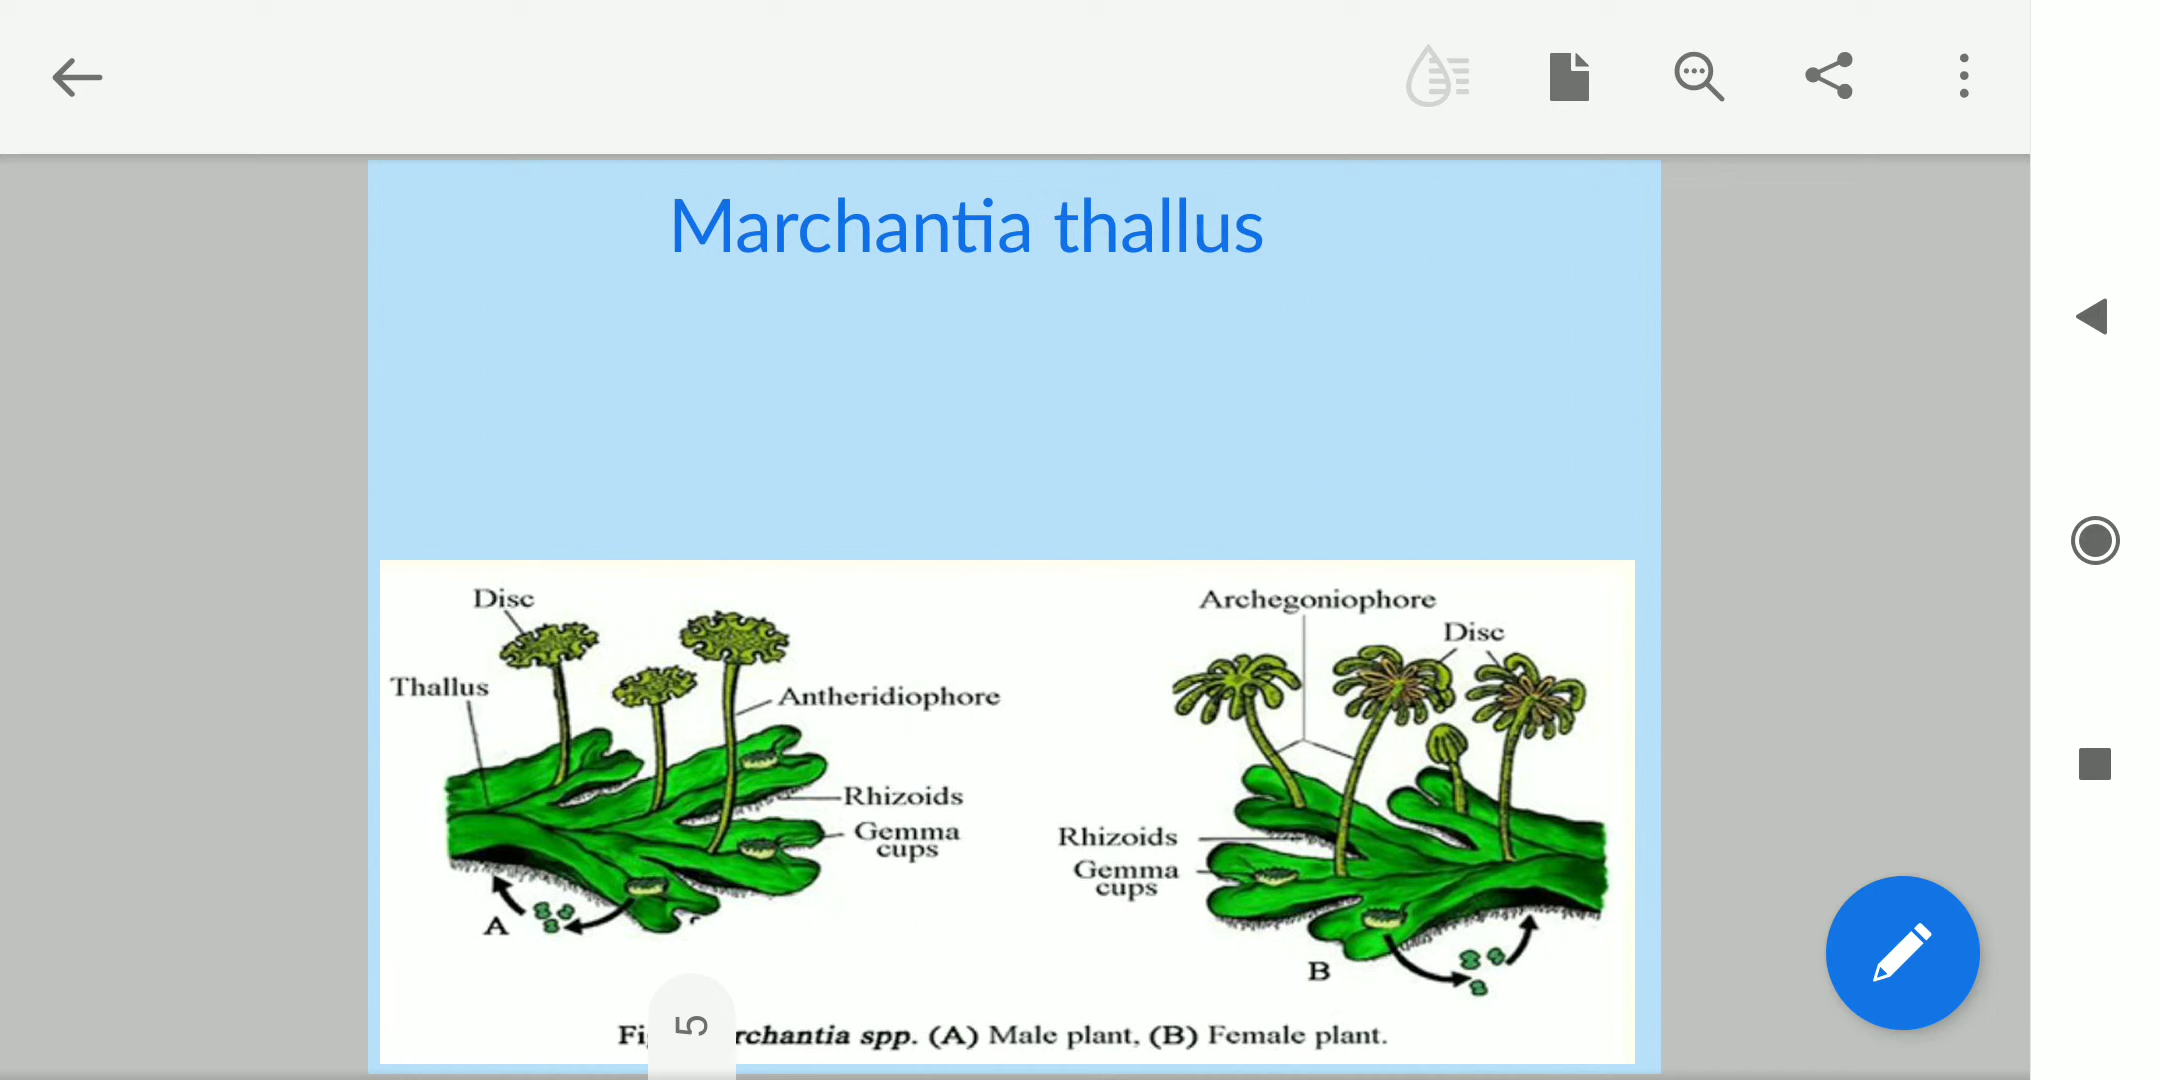 Marchantia thallus
Disc
Thallus
Antheridiophore
Rhizoids
Gemma
cups
A
Archegoniophore
Disc
Rhizoids
Gemma
cups
B
5
rchantia spp. (A) Male plant, (B) Female plant.